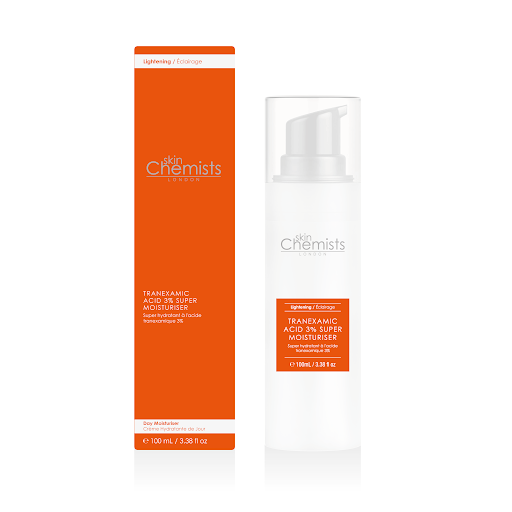 Lightening / Éclairage
skin
Chemists
LONDON
TRANEXAMIC
ACID 3% SUPER
MOISTURISER
Super hydratant à l'acide
tranexamique 3%
Day Moisturiser
Crème Hydratante de Jour
℮ 100 mL / 3.38 fl oz
skin
Chemists
LONDON
Lightening / Éclairage
TRANEXAMIC
ACID 3% SUPER
MOISTURISER
Super hydratant à l'acide
tranexamique 3%
℮ 100mL / 3.38 fl oz